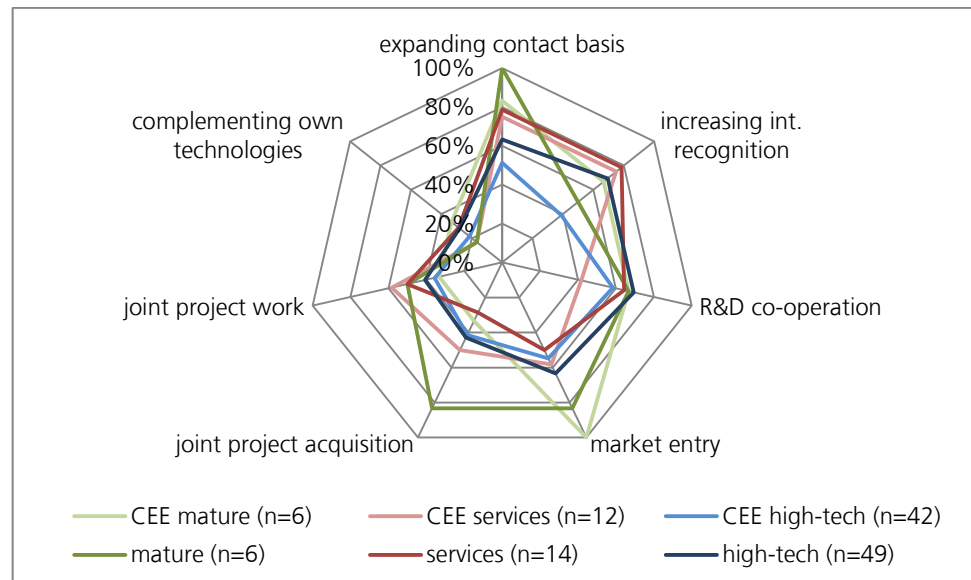 expanding contact basis
100%
80%
60%
40%
20%
0%
increasing int.
recognition
R&D co-operation
market entry
joint project acquisition
joint project work
complementing own
technologies
CEE mature (n=6)
CEE services (n=12)
CEE high-tech (n=42)
mature (n=6)
services (n=14)
high-tech (n=49)